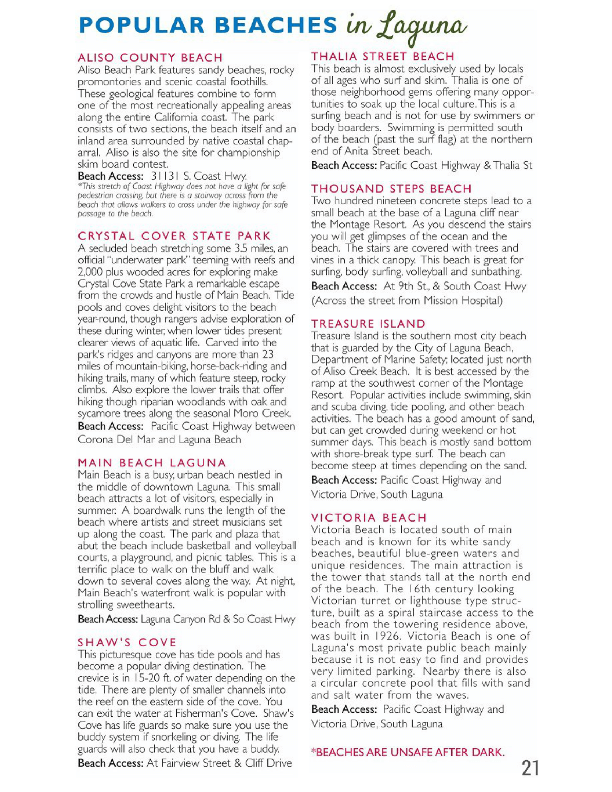 POPULAR BEACHES in Laguna
ALISO COUNTY BEACH
Aliso Beach Park features sandy beaches, rocky
promontories and scenic coastal foothills.
These geological features combine to form
one of the most recreationally appealing areas
along the entire California coast. The park
consists of two sections, the beach itself and an
inland area surrounded by native coastal chap-
arral. Aliso is also the site for championship
skim board contest.
Beach Access: 31131 S. Coast Hwy.
*This stretch of Coast Highway does not have a light for safe
pedestrian crossing, but there is a stairway across from the
beach that allows walkers to cross under the highway for safe
passage to the beach.
CRYSTAL COVER STATE PARK
A secluded beach stretching some 3.5 miles, an
official "underwater park" teeming with reefs and
2,000 plus wooded acres for exploring make
Crystal Cove State Park a remarkable escape
from the crowds and hustle of Main Beach. Tide
pools and coves delight visitors to the beach
year-round, though rangers advise exploration of
these during winter, when lower tides present
clearer views of aquatic life. Carved into the
park's ridges and canyons are more than 23
miles of mountain-biking, horse-back-riding and
hiking trails, many of which feature steep, rocky
climbs. Also explore the lower trails that offer
hiking though riparian woodlands with oak and
sycamore trees along the seasonal Moro Creek.
Beach Access: Pacific Coast Highway between
Corona Del Mar and Laguna Beach
MAIN BEACH LAGUNA
Main Beach is a busy, urban beach nestled in
the middle of downtown Laguna. This small
beach attracts a lot of visitors, especially in
summer. A boardwalk runs the length of the
beach where artists and street musicians set
up along the coast. The park and plaza that
abut the beach include basketball and volleyball
courts, a playground, and picnic tables. This is a
terrific place to walk on the bluff and walk
down to several coves along the way. At night,
Main Beach's waterfront walk is popular with
strolling sweethearts.
Beach Access: Laguna Canyon Rd & So Coast Hwy
SHAW'S COVE
This picturesque cove has tide pools and has
become a popular diving destination. The
crevice is in 15-20 ft. of water depending on the
tide. There are plenty of smaller channels into
the reef on the eastern side of the cove. You
can exit the water at Fisherman's Cove. Shaw's
Cove has life guards so make sure you use the
buddy system if snorkeling or diving. The life
guards will also check that you have a buddy.
Beach Access: At Fairview Street & Cliff Drive
THALIA STREET BEACH
This beach is almost exclusively used by locals
of all ages who surf and skim. Thalia is one of
those neighborhood gems offering many oppor-
tunities to soak up the local culture. This is a
surfing beach and is not for use by swimmers or
body boarders. Swimming is permitted south
of the beach (past the surf flag) at the northern
end of Anita Street beach.
Beach Access: Pacific Coast Highway & Thalia St
THOUSAND STEPS BEACH
Two hundred nineteen concrete steps lead to a
small beach at the base of a Laguna cliff near
the Montage Resort. As you descend the stairs
you will get glimpses of the ocean and the
beach. The stairs are covered with trees and
vines in a thick canopy. This beach is great for
surfing, body surfing, volleyball and sunbathing.
Beach Access: At 9th St., & South Coast Hwy
(Across the street from Mission Hospital)
TREASURE ISLAND
Treasure Island is the southern most city beach
that is guarded by the City of Laguna Beach,
Department of Marine Safety; located just north
of Aliso Creek Beach. It is best accessed by the
ramp at the southwest corner of the Montage
Resort. Popular activities include swimming, skin
and scuba diving, tide pooling, and other beach
activities. The beach has a good amount of sand,
but can get crowded during weekend or hot
summer days. This beach is mostly sand bottom
with shore-break type surf. The beach can
become steep at times depending on the sand.
Beach Access: Pacific Coast Highway and
Victoria Drive, South Laguna
VICTORIA BEACH
Victoria Beach is located south of main
beach and is known for its white sandy
beaches, beautiful blue-green waters and
unique residences. The main attraction is
the tower that stands tall at the north end
of the beach. The 16th century looking
Victorian turret or lighthouse type struc-
ture, built as a spiral staircase access to the
beach from the towering residence above,
was built in 1926. Victoria Beach is one of
Laguna's most private public beach mainly
because it is not easy to find and provides
very limited parking. Nearby there is also
a circular concrete pool that fills with sand
and salt water from the waves.
Beach Access: Pacific Coast Highway and
Victoria Drive, South Laguna
*BEACHES ARE UNSAFE AFTER DARK.
21